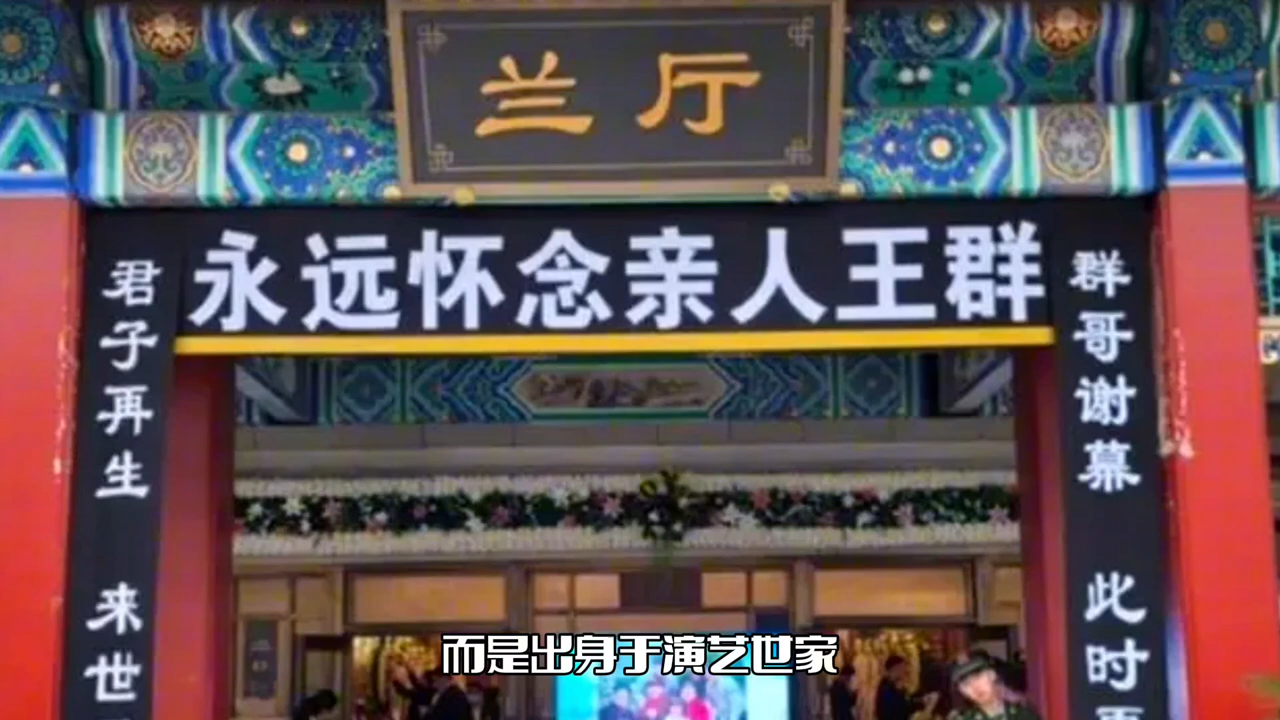 兰厅
永远怀念亲人王群
群哥谢幕 此时
君子再生 来世
而是出身于演艺世家